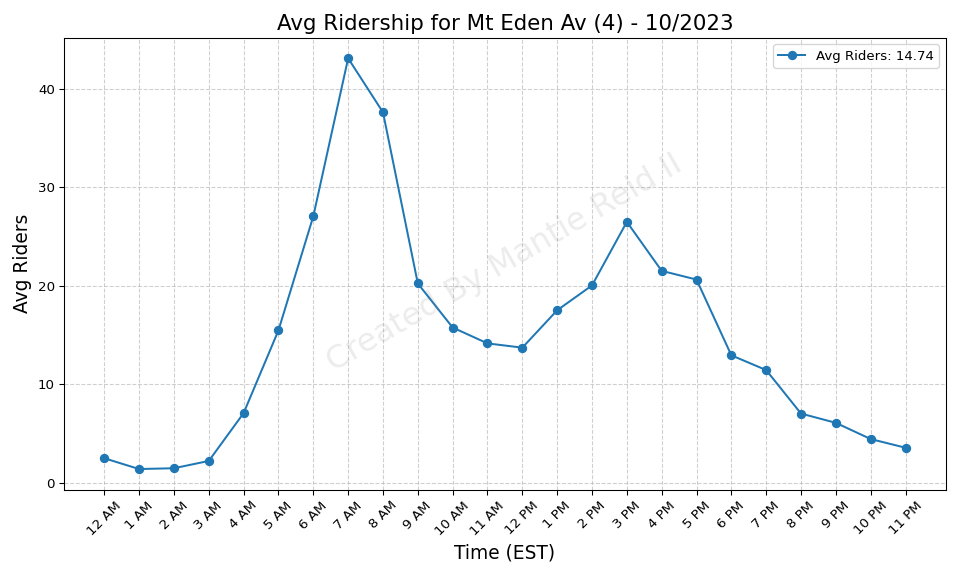 Avg Ridership for Mt Eden Av (4) - 10/2023
Avg Riders: 14.74
Avg Riders
40
30
20
10
0
Created By Mantie Reid II
12 AM
1 AM
2 AM
3 AM
4 AM
5 AM
6 AM
7 AM
8 AM
9 AM
10 AM
11 AM
12 PM
1 PM
2 PM
3 PM
4 PM
5 PM
6 PM
7 PM
8 PM
9 PM
10 PM
11 PM
Time (EST)